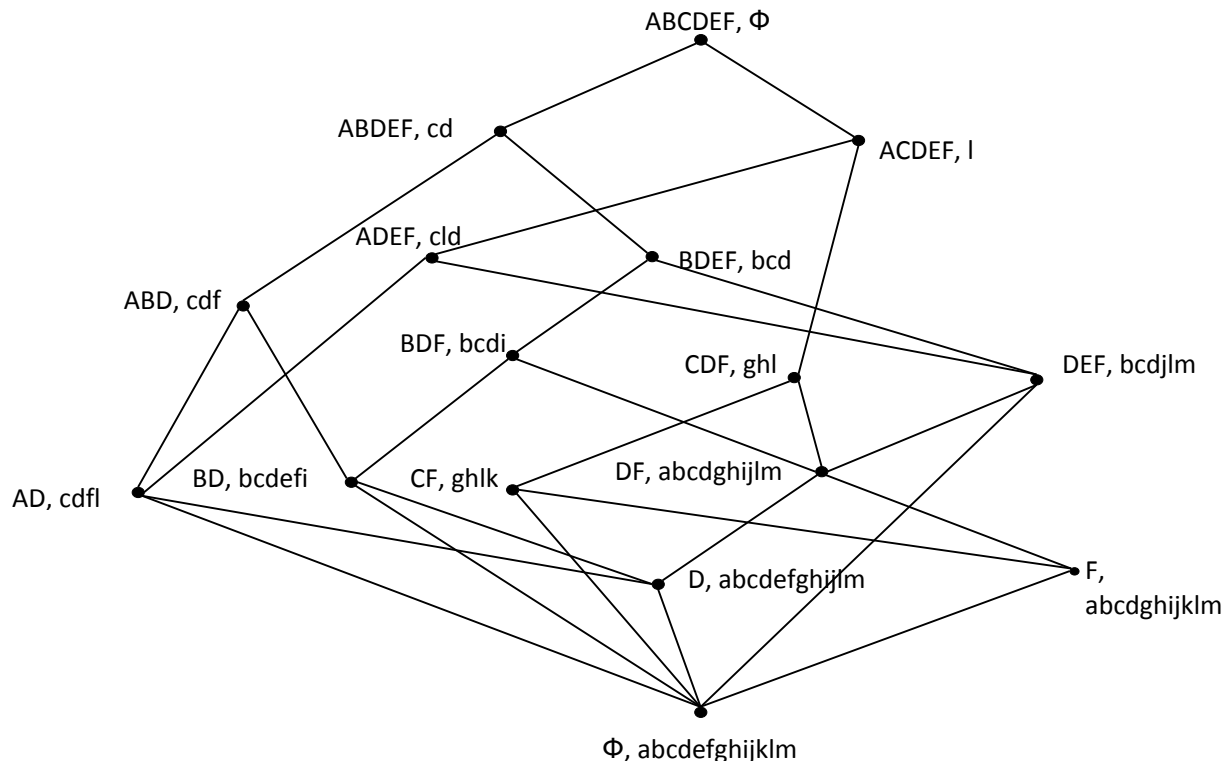 ABCDEF, Φ
ABDEF, cd
ACDEF, l
ADEF, cld
BDEF, bcd
ABD, cdf
BDF, bcdi
CDF, ghl
DEF, bcdjlm
AD, cdfl
BD, bcdefi
CF, ghlk
DF, abcdghijlm
D, abcdefghijlm
F,
abcdghijklm
Φ, abcdefghijklm